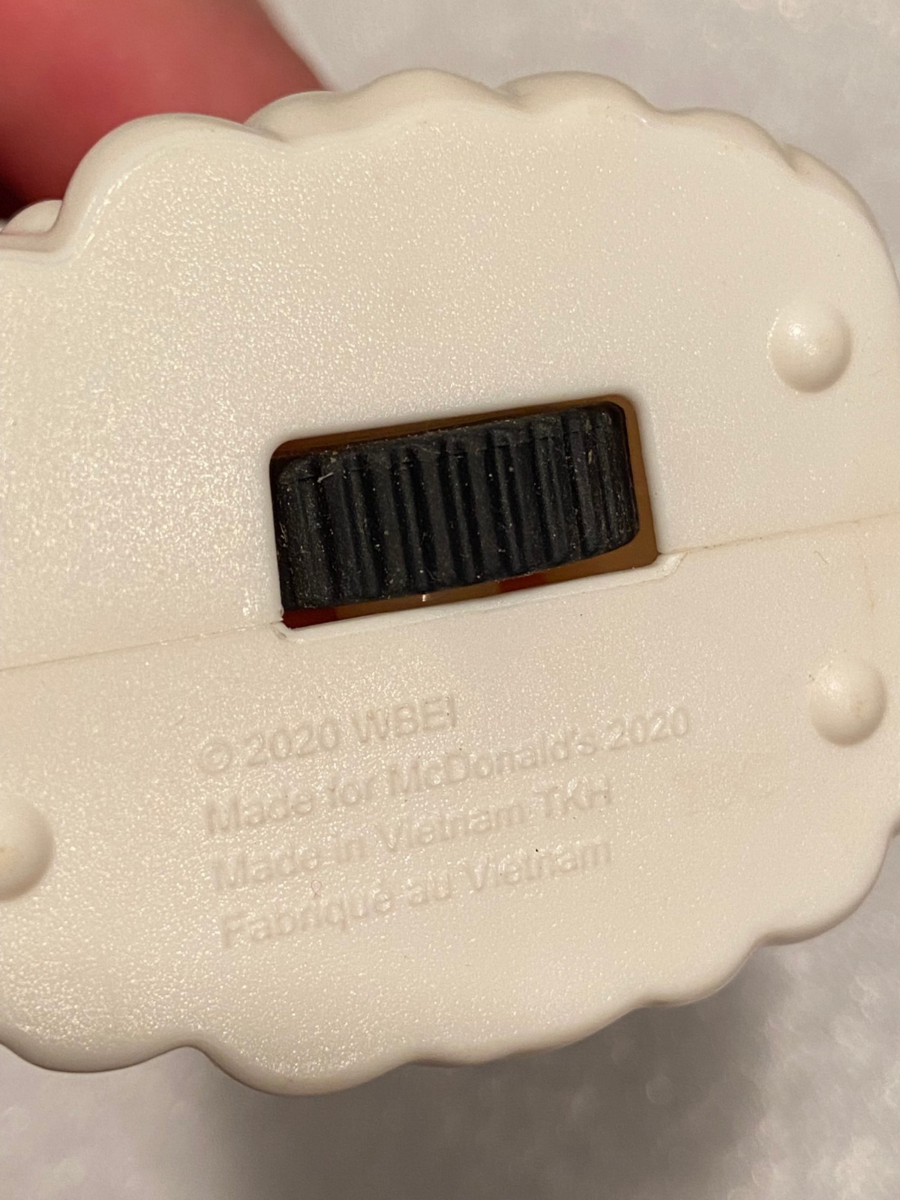 © 2020 WBEI
Made for McDonald's 2020
Made in Vietnam TKH
Fabriqué au Vietnam